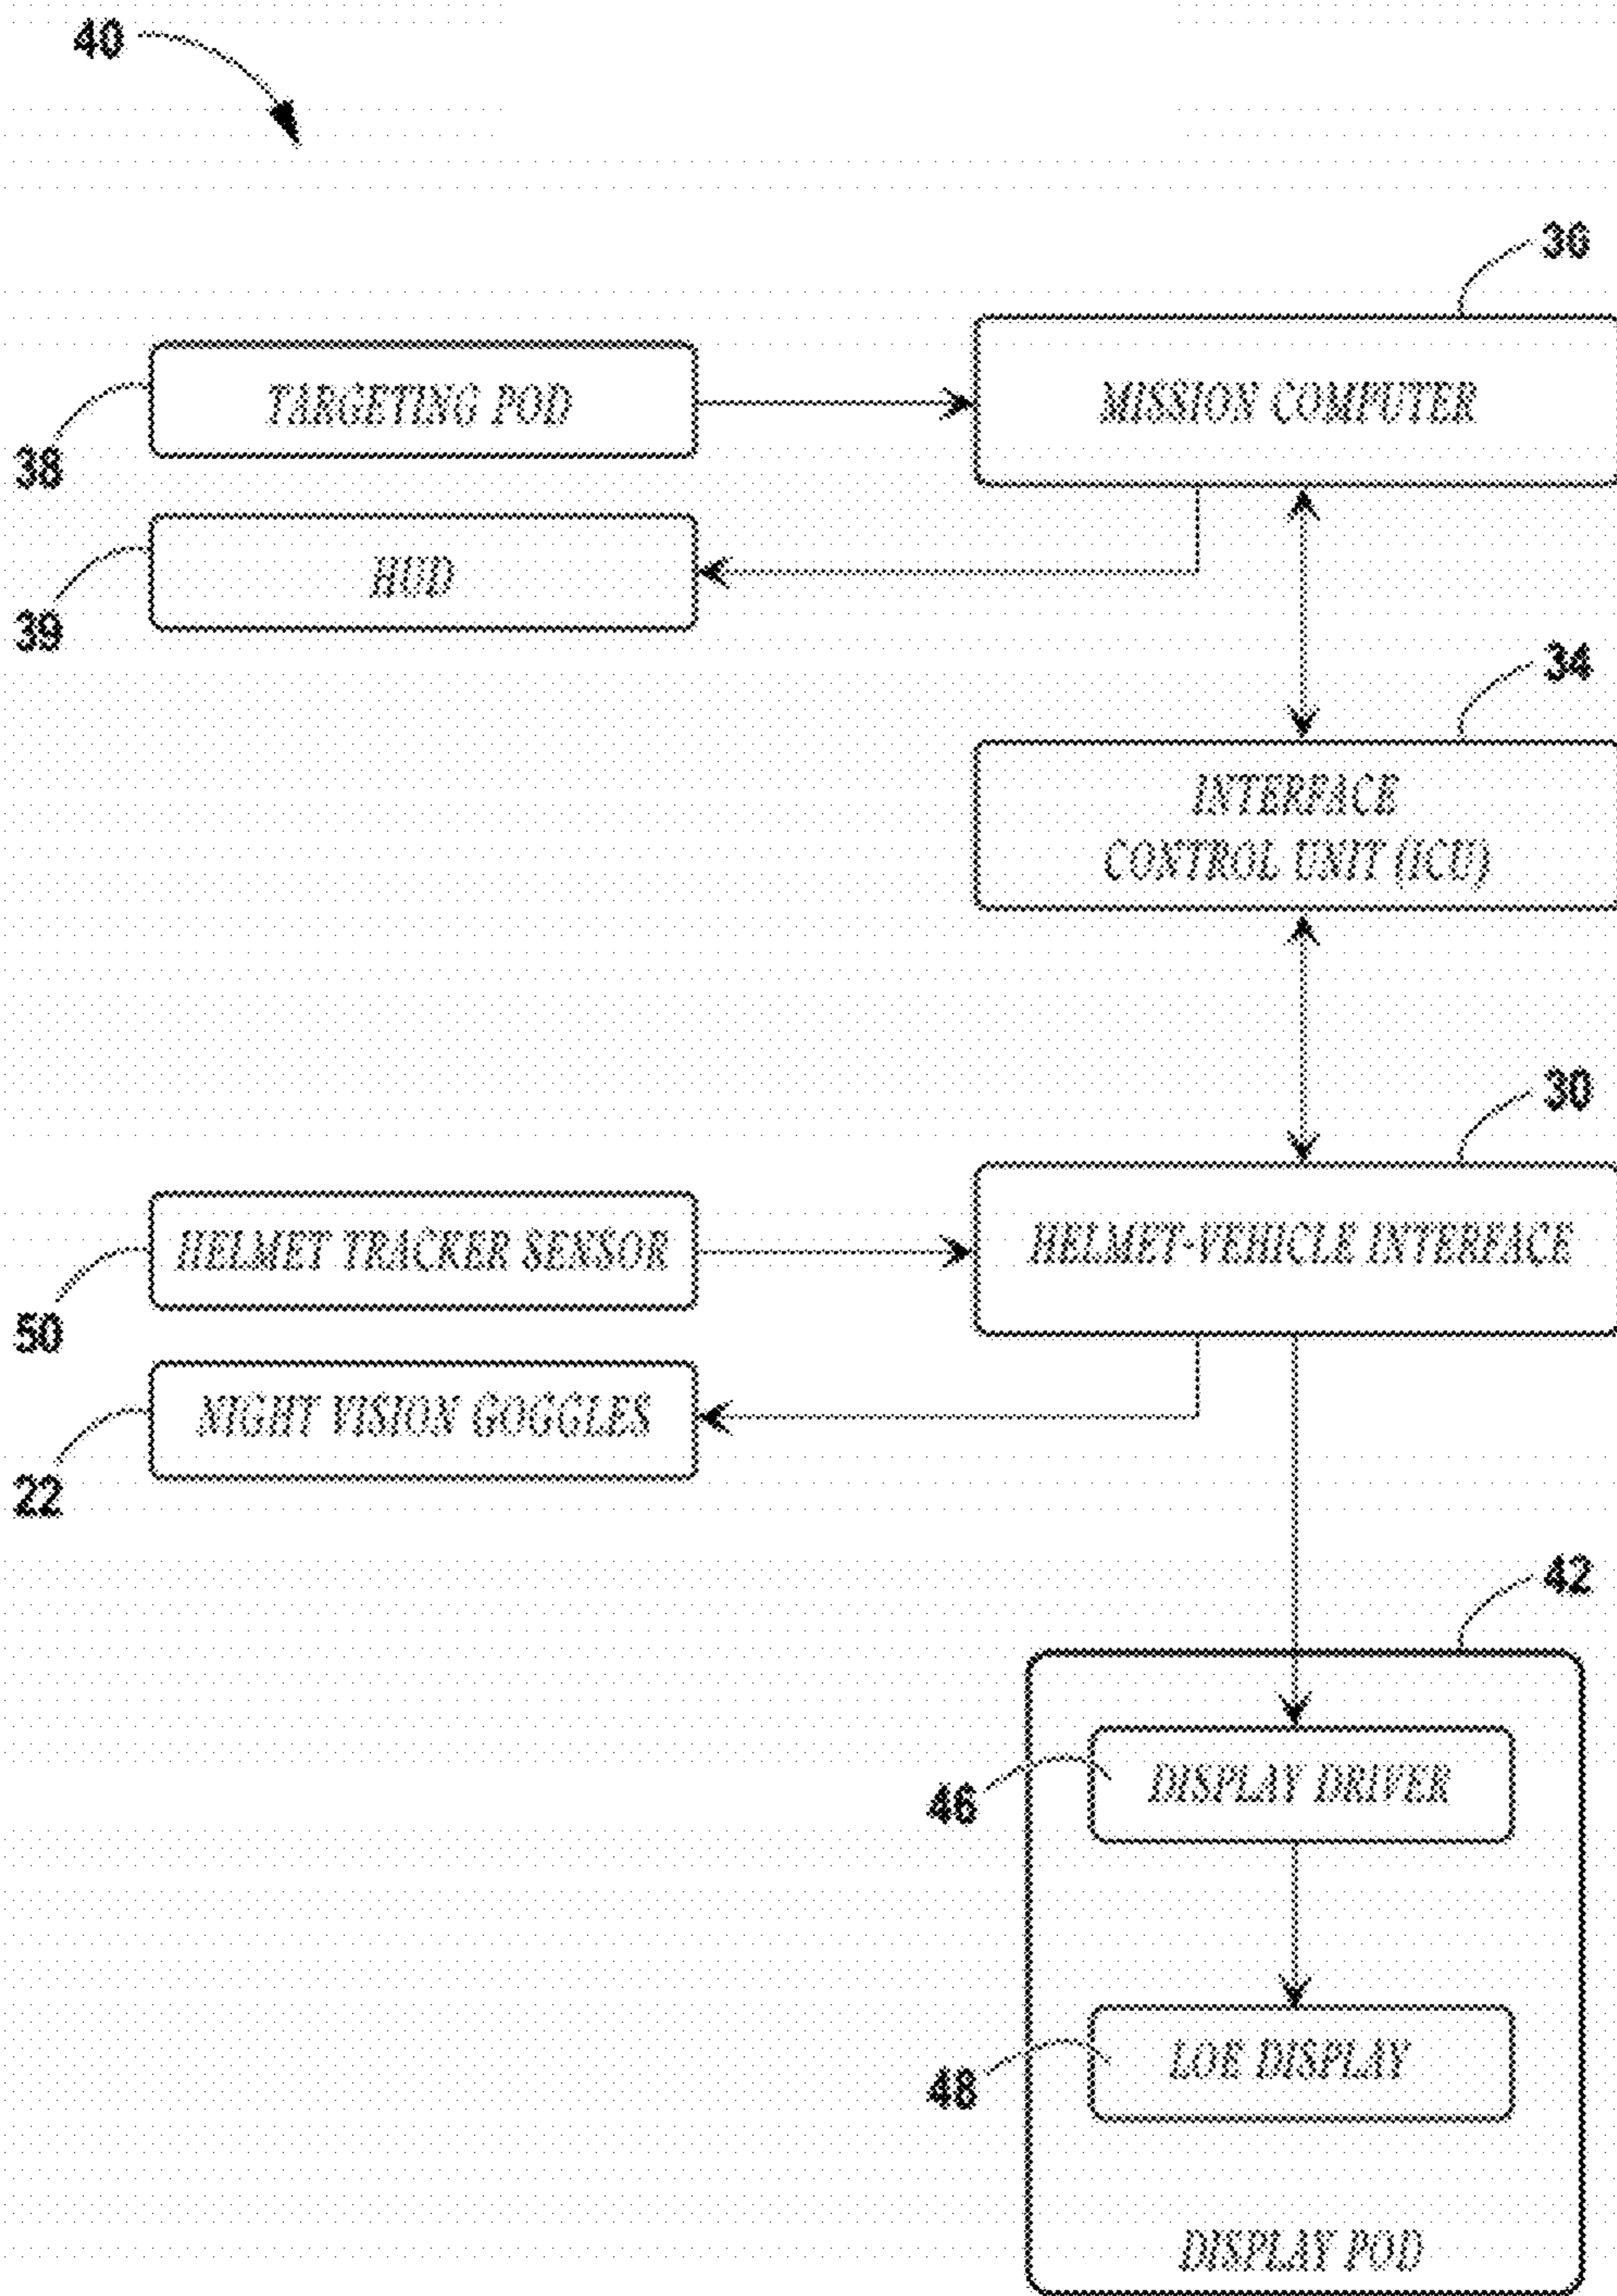 40
36
TARGETING POD
MISSION COMPUTER
38
HUD
39
34
INTERFACE
CONTROL UNIT (ICU)
30
HELMET TRACKER SENSOR
HELMET-VEHICLE INTERFACE
50
NIGHT VISION GOGGLES
22
42
DISPLAY DRIVER
46
LOE DISPLAY
48
DISPLAY POD